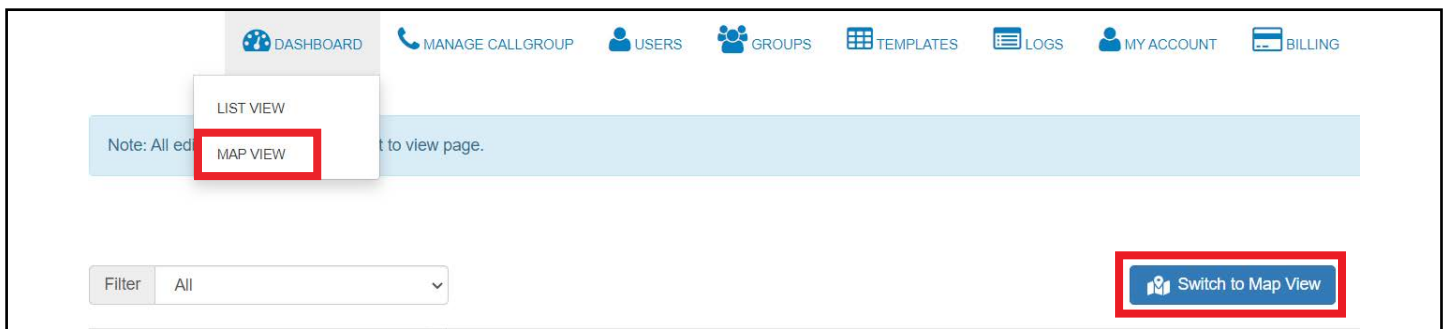 DASHBOARD MANAGE CALLGROUP USERS GROUPS TEMPLATES LOGS MY ACCOUNT BILLING
LIST VIEW
MAP VIEW
Note: All edi t to view page.
Filter All Switch to Map View